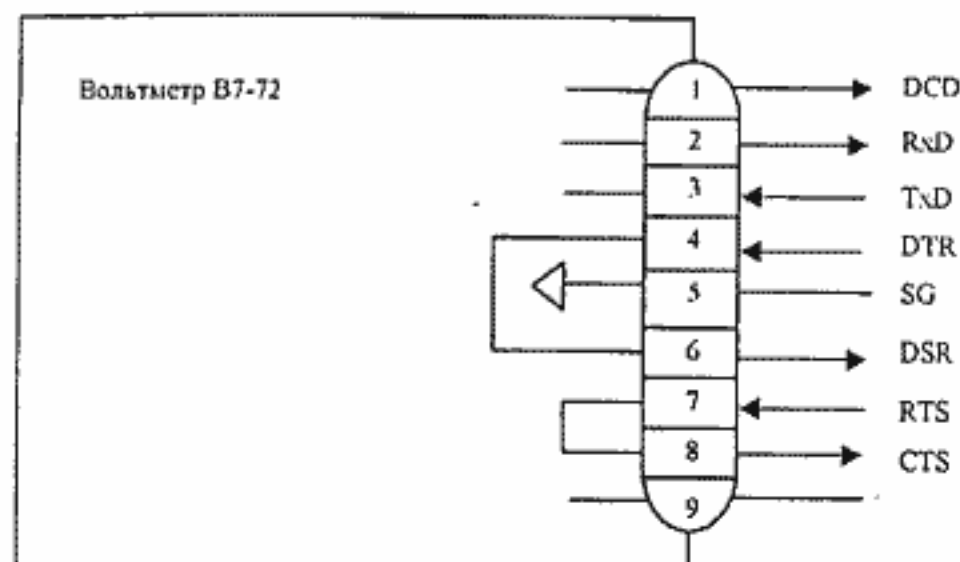 Вольтметр В7-72
1 DCD
2 RxD
3 TxD
4 DTR
5 SG
6 DSR
7 RTS
8 CTS
9